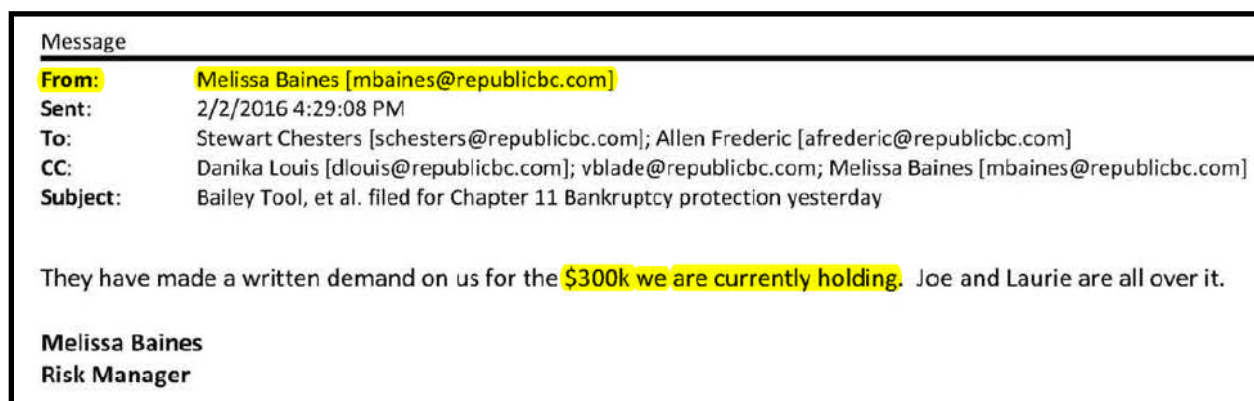 Message
From: Melissa Baines [mbaines@republicbc.com]
Sent: 2/2/2016 4:29:08 PM
To: Stewart Chesters [schesters@republicbc.com]; Allen Frederic [afrederic@republicbc.com]
CC: Danika Louis [dlouis@republicbc.com]; vblade@republicbc.com; Melissa Baines [mbaines@republicbc.com]
Subject: Bailey Tool, et al. filed for Chapter 11 Bankruptcy protection yesterday
They have made a written demand on us for the $300k we are currently holding. Joe and Laurie are all over it.
Melissa Baines
Risk Manager